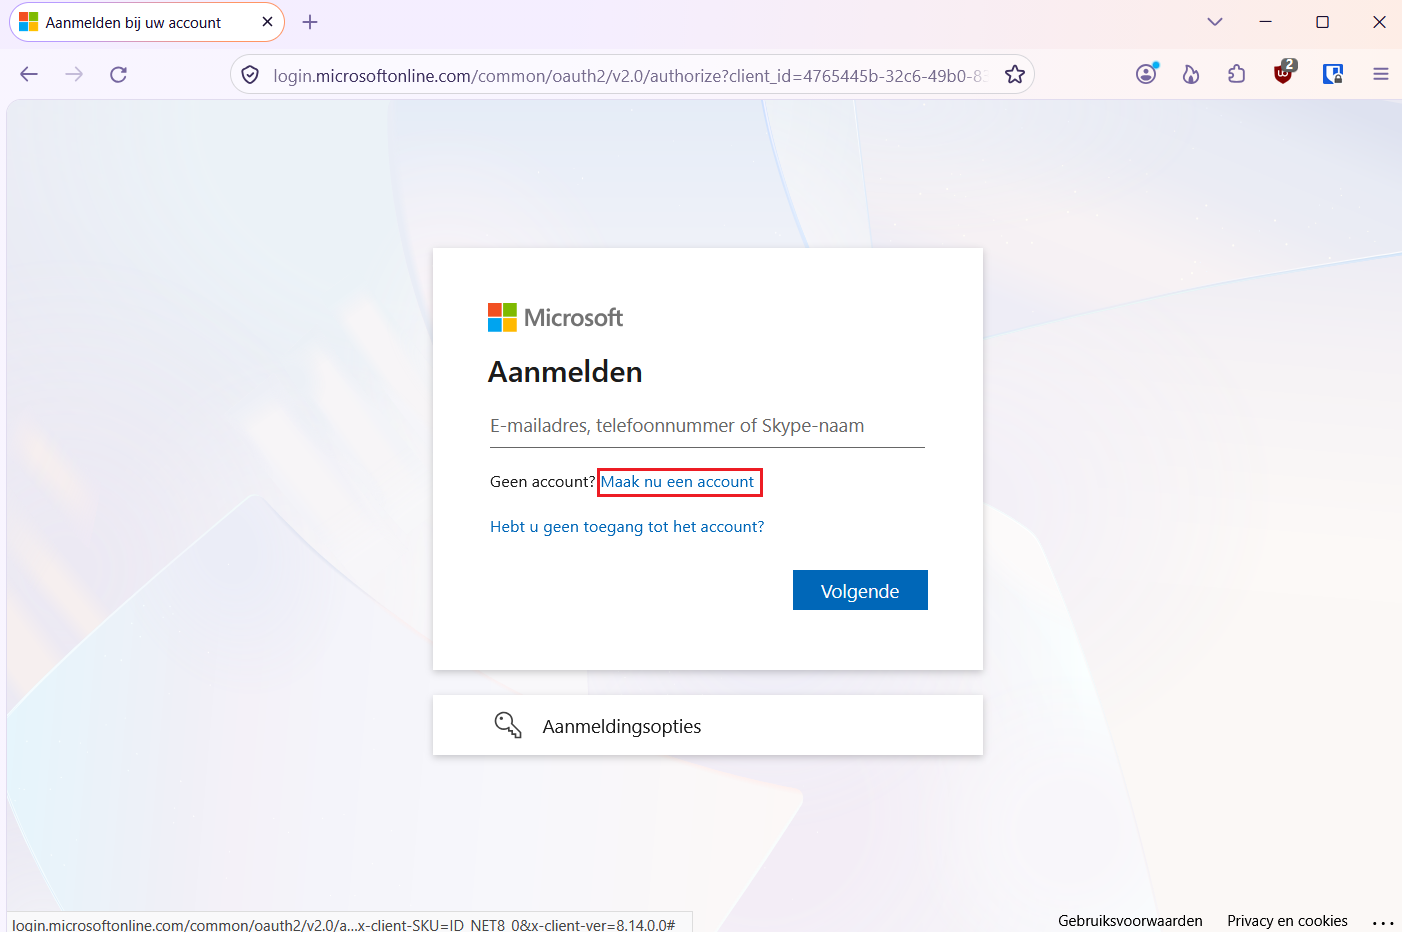 Aanmelden bij uw account
login.microsoftonline.com/common/oauth2/v2.0/authorize?client_id=4765445b-32c6-49b0-83
2
Microsoft
Aanmelden
E-mailadres, telefoonnummer of Skype-naam
Geen account? Maak nu een account
Hebt u geen toegang tot het account?
Volgende
Aanmeldingsopties
login.microsoftonline.com/common/oauth2/v2.0/a...x-client-SKU=ID_NET8_0&x-client-ver=8.14.0.0#
Gebruiksvoorwaarden Privacy en cookies ...